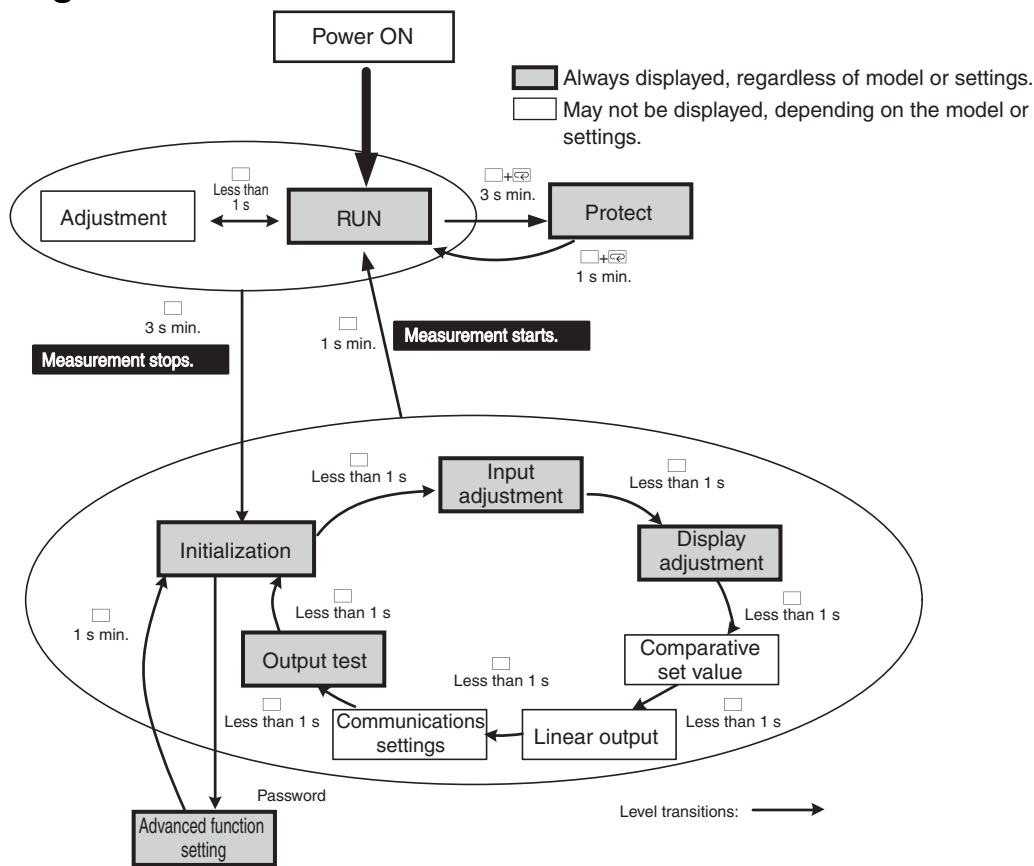 Power ON
Always displayed, regardless of model or settings.
May not be displayed, depending on the model or
settings.
Adjustment
Less than
1 s
RUN
+
3 s min.
Protect
+
1 s min.
3 s min.
Measurement stops.
1 s min.
Measurement starts.
Less than 1 s
Input
adjustment
Less than 1 s
Initialization
Display
adjustment
1 s min.
Less than 1 s
Less than 1 s
Output test
Comparative
set value
Less than 1 s
Less than 1 s
Communications
settings
Linear output
Less than 1 s
Password
Advanced function
setting
Level transitions: